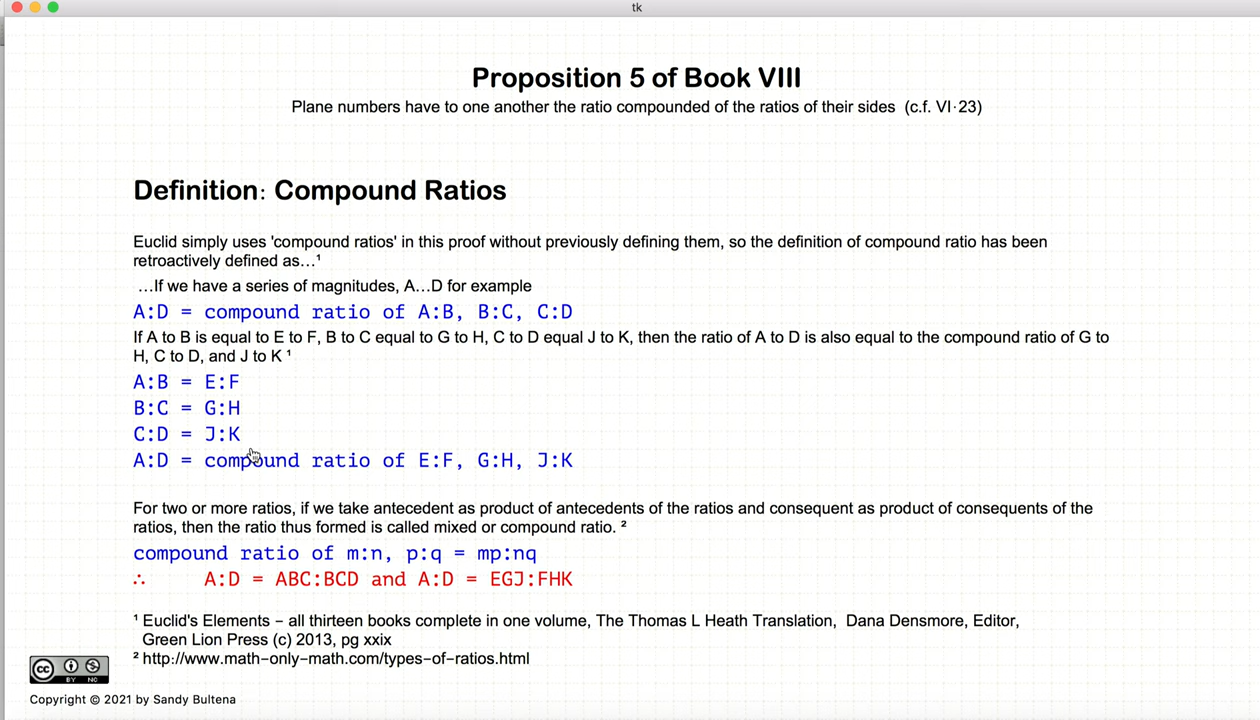 tk
Proposition 5 of Book VIII
Plane numbers have to one another the ratio compounded of the ratios of their sides (c.f. VI·23)
Definition: Compound Ratios
Euclid simply uses 'compound ratios' in this proof without previously defining them, so the definition of compound ratio has been
retroactively defined as...¹
...If we have a series of magnitudes, A...D for example
A:D = compound ratio of A:B, B:C, C:D
If A to B is equal to E to F, B to C equal to G to H, C to D equal J to K, then the ratio of A to D is also equal to the compound ratio of G to
H, C to D, and J to K ¹
A:B = E:F
B:C = G:H
C:D = J:K
A:D = compound ratio of E:F, G:H, J:K
For two or more ratios, if we take antecedent as product of antecedents of the ratios and consequent as product of consequents of the
ratios, then the ratio thus formed is called mixed or compound ratio. ²
compound ratio of m:n, p:q = mp:nq
∴ A:D = ABC:BCD and A:D = EGJ:FHK
¹ Euclid's Elements – all thirteen books complete in one volume, The Thomas L Heath Translation, Dana Densmore, Editor,
Green Lion Press (c) 2013, pg xxix
² http://www.math-only-math.com/types-of-ratios.html
cc BY NC
Copyright © 2021 by Sandy Bultena